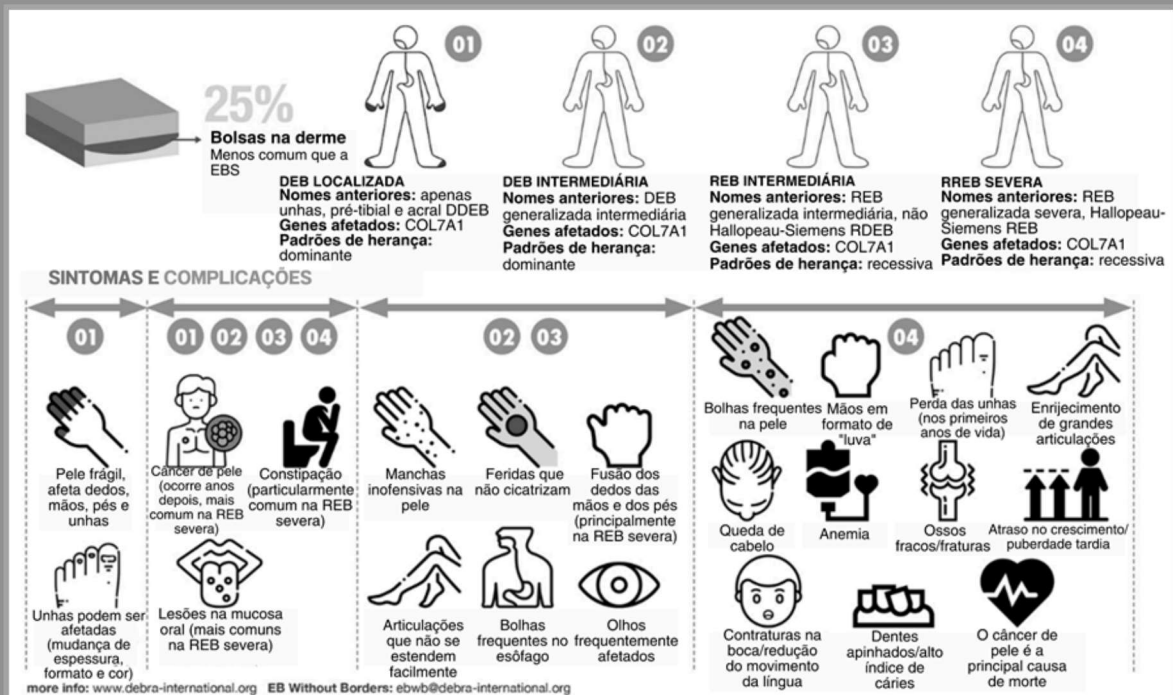 25%
Bolsas na derme
Menos comum que a
EBS
01
DEB LOCALIZADA
Nomes anteriores: apenas
unhas, pré-tibial e acral DDEB
Genes afetados: COL7A1
Padrões de herança:
dominante
02
DEB INTERMEDIÁRIA
Nomes anteriores: DEB
generalizada intermediária
Genes afetados: COL7A1
Padrões de herança:
dominante
03
REB INTERMEDIÁRIA
Nomes anteriores: REB
generalizada intermediária, não
Hallopeau-Siemens RDEB
Genes afetados: COL7A1
Padrões de herança: recessiva
04
RREB SEVERA
Nomes anteriores: REB
generalizada severa, Hallopeau-
Siemens REB
Genes afetados: COL7A1
Padrões de herança: recessiva
SINTOMAS E COMPLICAÇÕES
01
Pele frágil,
afeta dedos,
mãos, pés e
unhas
Unhas podem ser
afetadas
(mudança de
espessura,
formato e cor)
01 02 03 04
Câncer de pele
(ocorre anos
depois, mais
comum na REB
severa)
Constipação
(particularmente
comum na REB
severa)
Lesões na mucosa
oral (mais comuns
na REB severa)
02 03
Manchas
inofensivas na
pele
Feridas que
não cicatrizam
Fusão dos
dedos das
mãos e dos pés
(principalmente
na REB severa)
Articulações
que não se
estendem
facilmente
Bolhas
frequentes no
esôfago
Olhos
frequentemente
afetados
04
Bolhas frequentes
na pele
Mãos em
formato de
"luva"
Perda das unhas
(nos primeiros
anos de vida)
Enrijecimento
de grandes
articulações
Queda de
cabelo
Anemia
Ossos
fracos/fraturas
Atraso no crescimento/
puberdade tardia
Contraturas na
boca/redução
do movimento
da língua
Dentes
apinhados/alto
índice de
cáries
O câncer de
pele é a
principal causa
de morte
more info: www.debra-international.org EB Without Borders: ebwb@debra-international.org